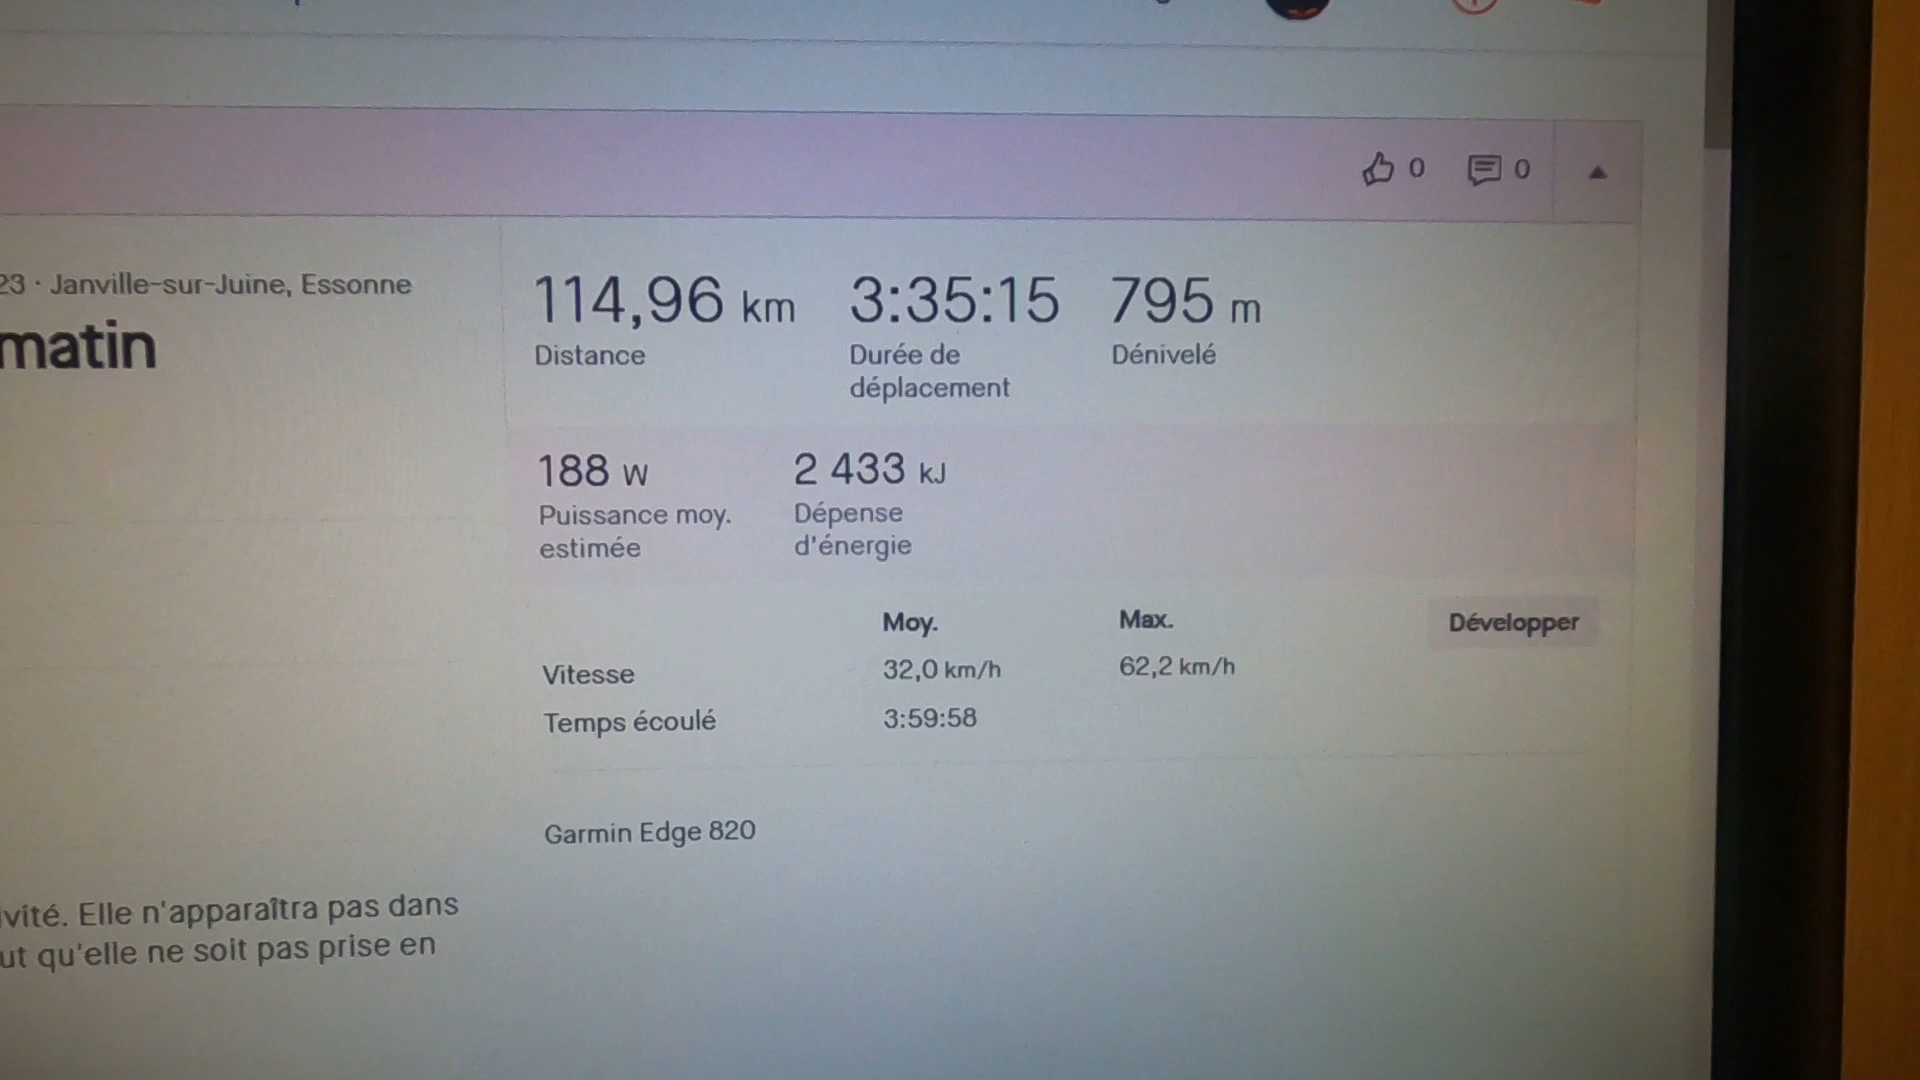 0 0
23 · Janville-sur-Juine, Essonne
matin
114,96 km 3:35:15 795 m
Distance Durée de déplacement Dénivelé
188 W 2 433 kJ
Puissance moy. estimée Dépense d'énergie
Moy. Max. Développer
Vitesse 32,0 km/h 62,2 km/h
Temps écoulé 3:59:58
Garmin Edge 820
ivité. Elle n'apparaîtra pas dans
ut qu'elle ne soit pas prise en